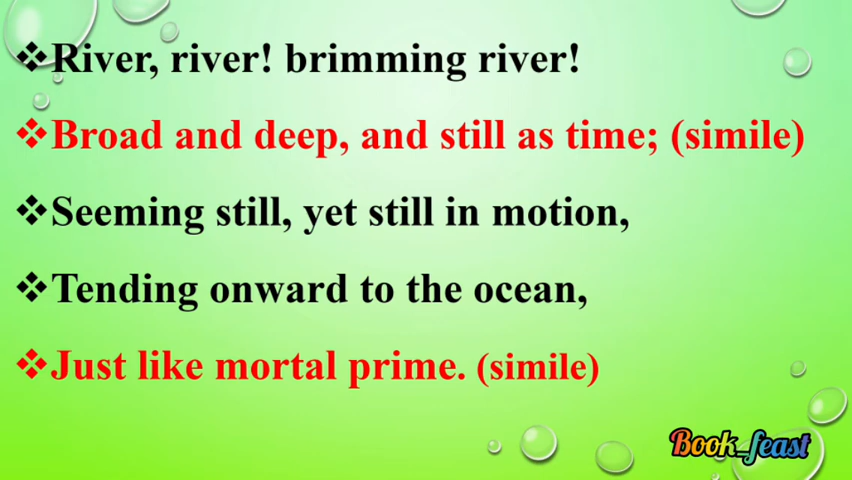 ❖River, river! brimming river!
❖Broad and deep, and still as time; (simile)
❖Seeming still, yet still in motion,
❖Tending onward to the ocean,
❖Just like mortal prime. (simile)
Book_feast